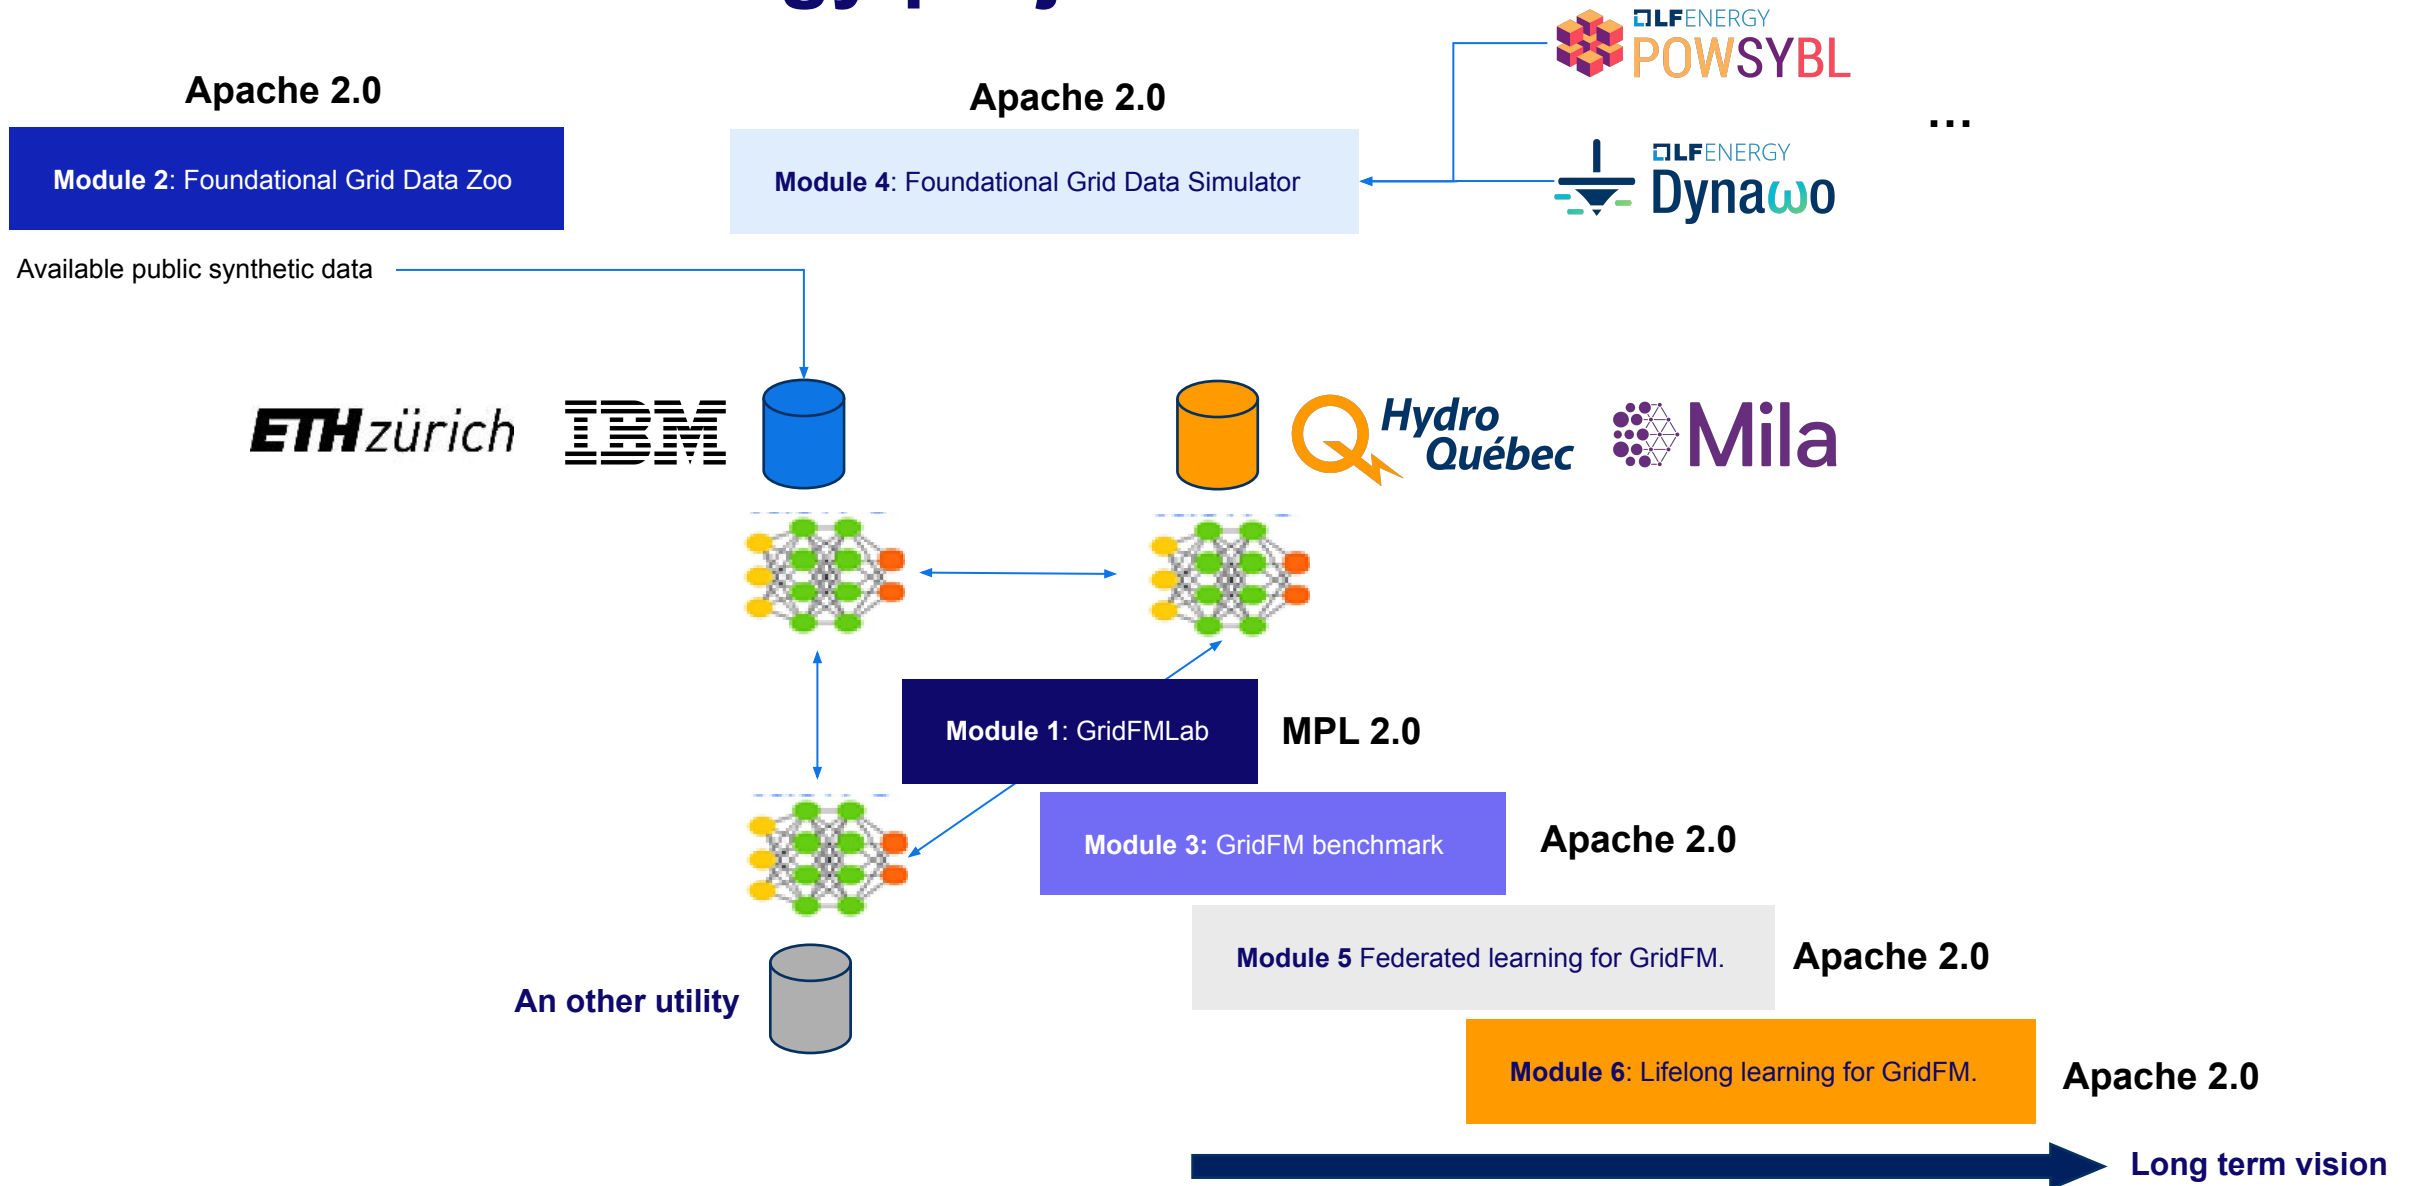 LFENERGY
POWSYBL
Apache 2.0
Apache 2.0
...
Module 2: Foundational Grid Data Zoo
Module 4: Foundational Grid Data Simulator
LFENERGY
Dynaωo
Available public synthetic data
ETHzürich
IBM
Hydro
Québec
Mila
Module 1: GridFMLab
MPL 2.0
Module 3: GridFM benchmark
Apache 2.0
Module 5 Federated learning for GridFM.
Apache 2.0
An other utility
Module 6: Lifelong learning for GridFM.
Apache 2.0
Long term vision